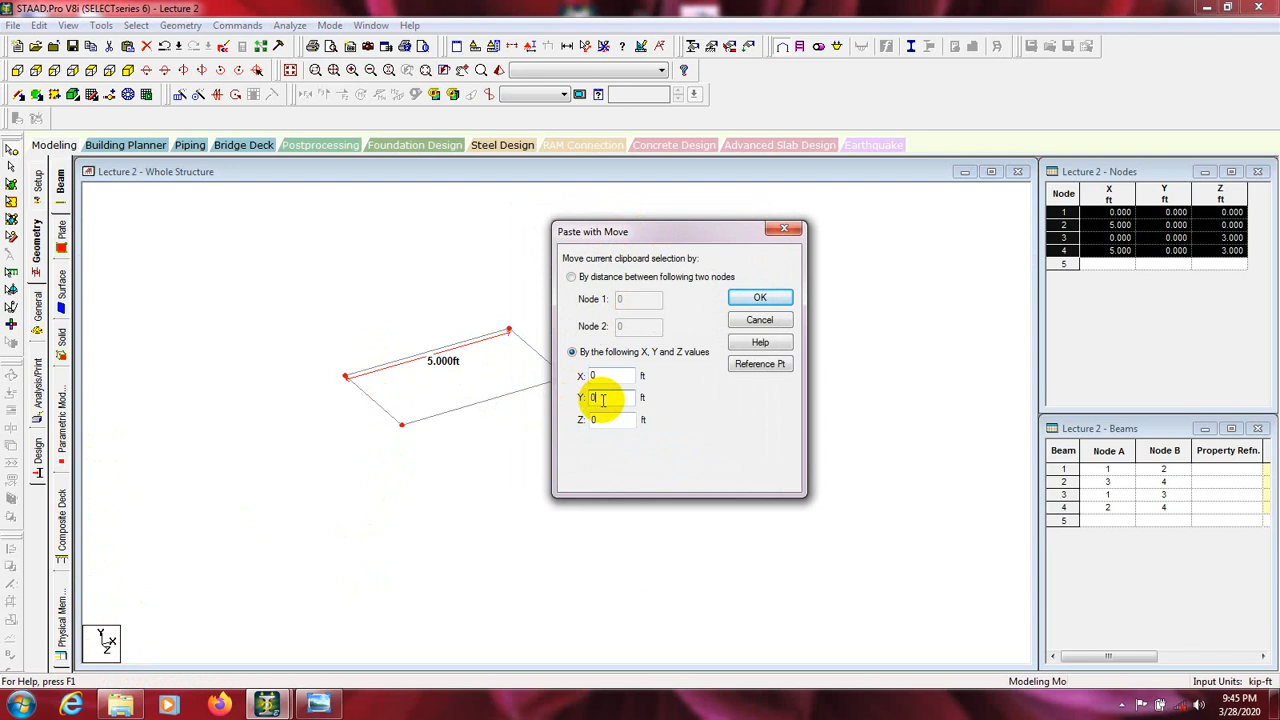 STAAD.Pro V8i (SELECTseries 6) - Lecture 2
File Edit View Tools Select Geometry Commands Analyze Mode Window Help
Modeling Building Planner Piping Bridge Deck Postprocessing Foundation Design Steel Design RAM Connection Concrete Design Advanced Slab Design Earthquake
Setup
Geometry
General
Analysis/Print
Design
Beam
Plate
Surface
Solid
Parametric Mod...
Composite Deck
Physical Mem...
Lecture 2 - Whole Structure
5.000ft
Y
X
Z
Paste with Move
Move current clipboard selection by:
By distance between following two nodes
Node 1: 0
Node 2: 0
By the following X, Y and Z values
X: 0 ft
Y: 0 ft
Z: 0 ft
OK
Cancel
Help
Reference Pt
Lecture 2 - Nodes
Node X ft Y ft Z ft
1 0.000 0.000 0.000
2 5.000 0.000 0.000
3 0.000 0.000 3.000
4 5.000 0.000 3.000
5
Lecture 2 - Beams
Beam Node A Node B Property Refn.
1 1 2
2 3 4
3 1 3
4 2 4
5
For Help, press F1
Modeling Mo
Input Units: kip-ft
9:45 PM
3/28/2020